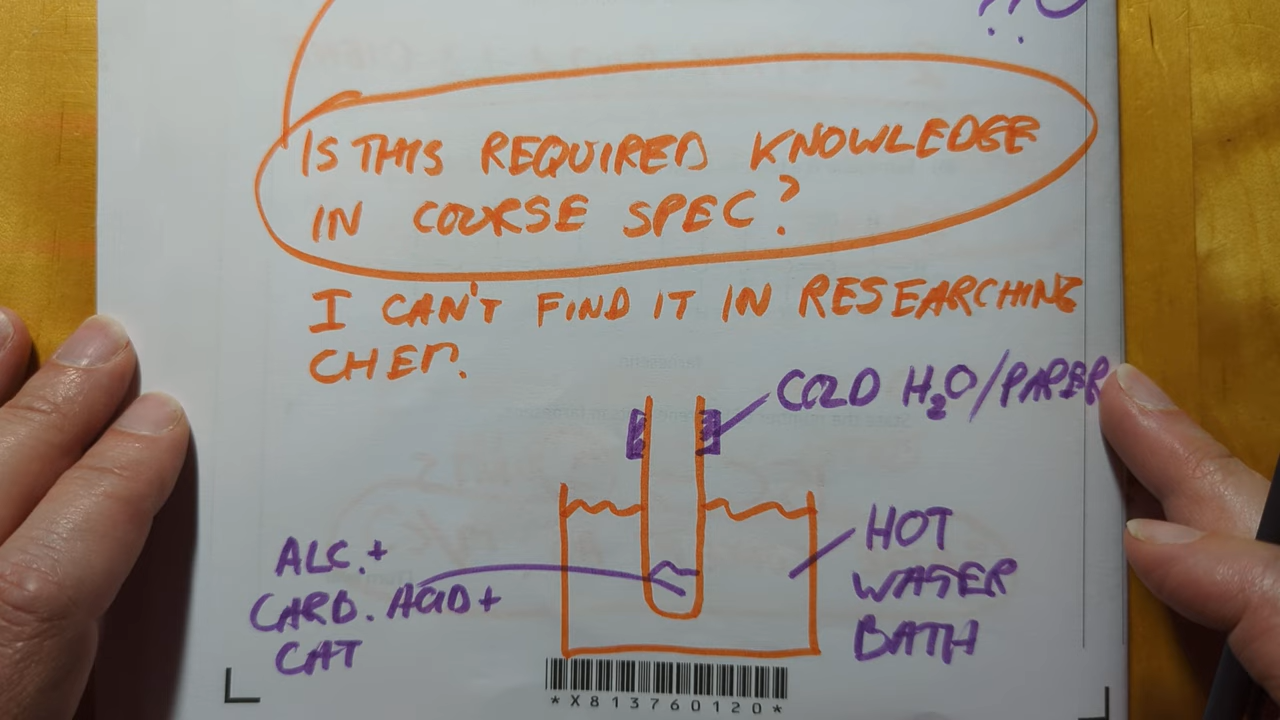 IS THIS REQUIRED KNOWLEDGE
IN COURSE SPEC?
I CAN'T FIND IT IN RESEARCHING
CHEM.
COLD H₂O/PAPER
HOT
WATER
BATH
ALC. +
CARB. ACID +
CAT
*X813760120*